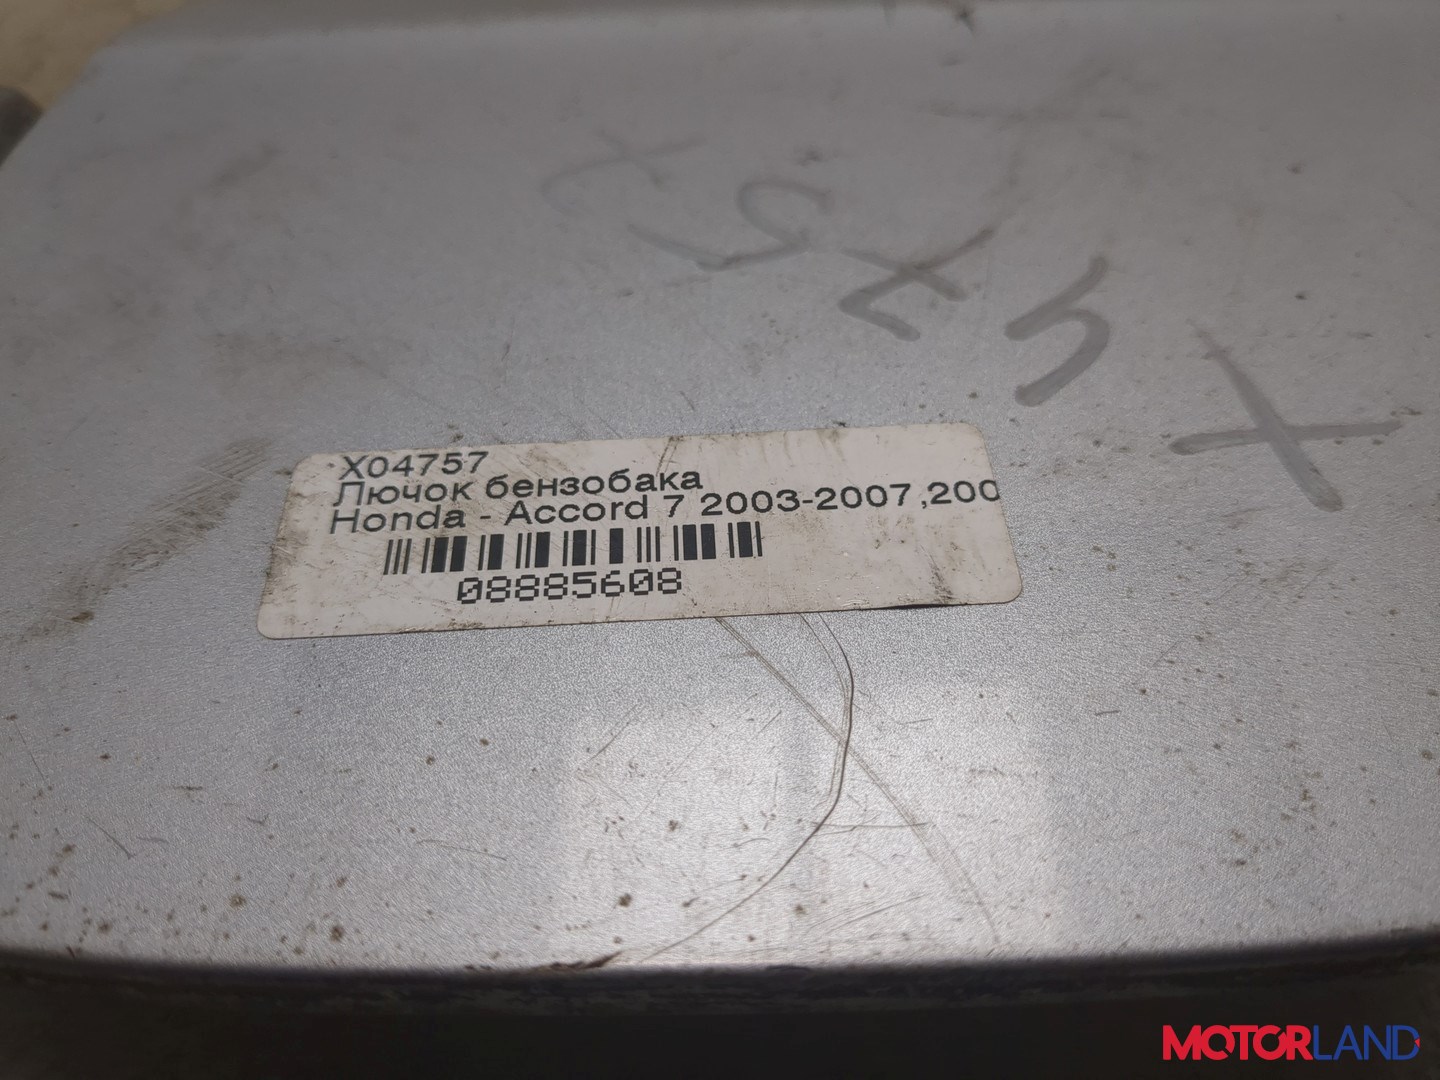 X04757
Лючок бензобака
Honda - Accord 7 2003-2007,200
08885608
MOTORLAND